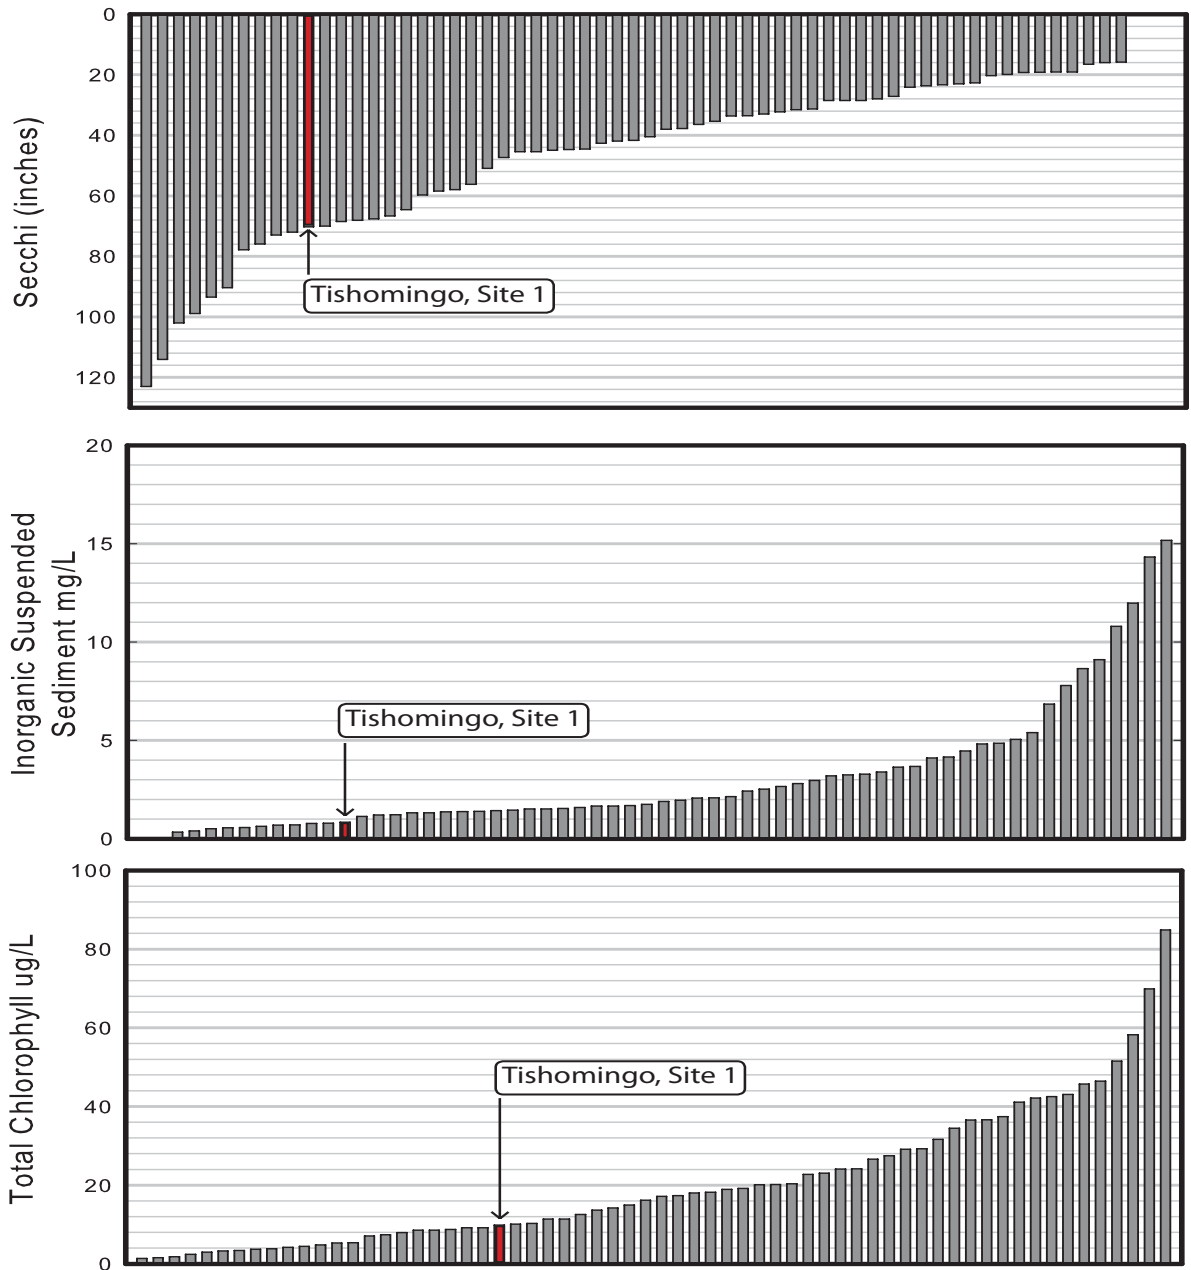 Secchi (inches)
0
20
40
60
80
100
120
Tishomingo, Site 1
Inorganic Suspended
Sediment mg/L
20
15
10
5
0
Tishomingo, Site 1
Total Chlorophyll ug/L
100
80
60
40
20
0
Tishomingo, Site 1